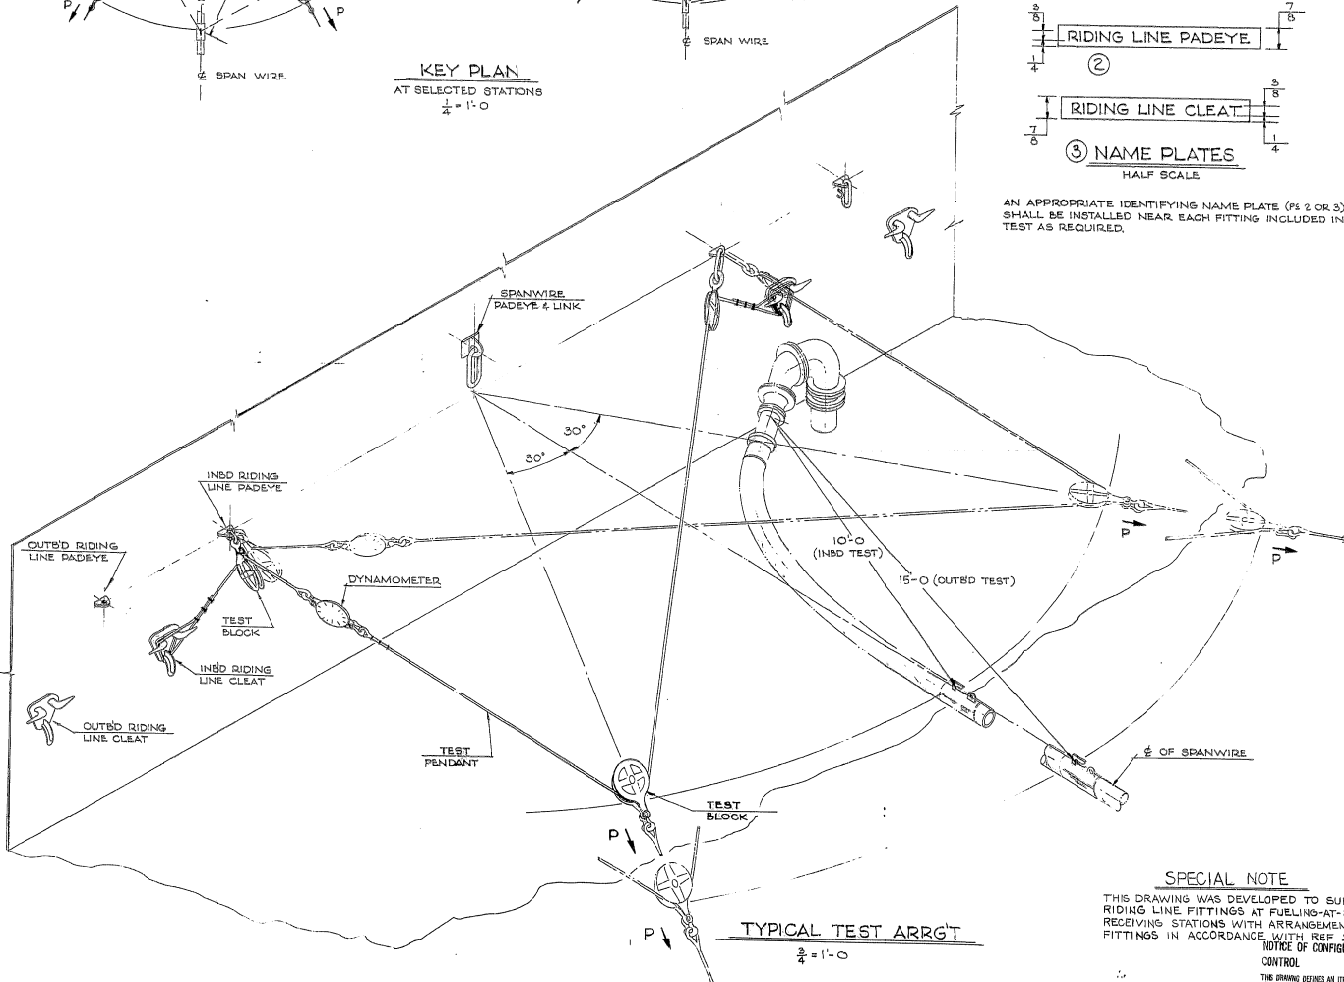 P
P
℄ SPAN WIRE
℄ SPAN WIRE
KEY PLAN
AT SELECTED STATIONS
1/4 = 1'-0
3/8
7/8
RIDING LINE PADEYE
1/4
2
3/8
RIDING LINE CLEAT
7/8
1/4
3 NAME PLATES
HALF SCALE
AN APPROPRIATE IDENTIFYING NAME PLATE (PS 2 OR 3)
SHALL BE INSTALLED NEAR EACH FITTING INCLUDED IN
TEST AS REQUIRED.
SPANWIRE
PADEYE & LINK
30°
30°
INBD RIDING
LINE PADEYE
OUTB'D RIDING
LINE PADEYE
DYNAMOMETER
TEST
BLOCK
INB'D RIDING
LINE CLEAT
OUTB'D RIDING
LINE CLEAT
TEST
PENDANT
10'-0
(INBD TEST)
15-0 (OUTB'D TEST)
P
P
℄ OF SPANWIRE
TEST
BLOCK
P
P
TYPICAL TEST ARRG'T
3/4 = 1'-0
SPECIAL NOTE
THIS DRAWING WAS DEVELOPED TO
RIDING LINE FITTINGS AT FUELING-AT-
RECEIVING STATIONS WITH
FITTINGS IN ACCORDANCE WITH REF
NOTICE OF
CONTROL
THIS DRAWING DEFINES AN